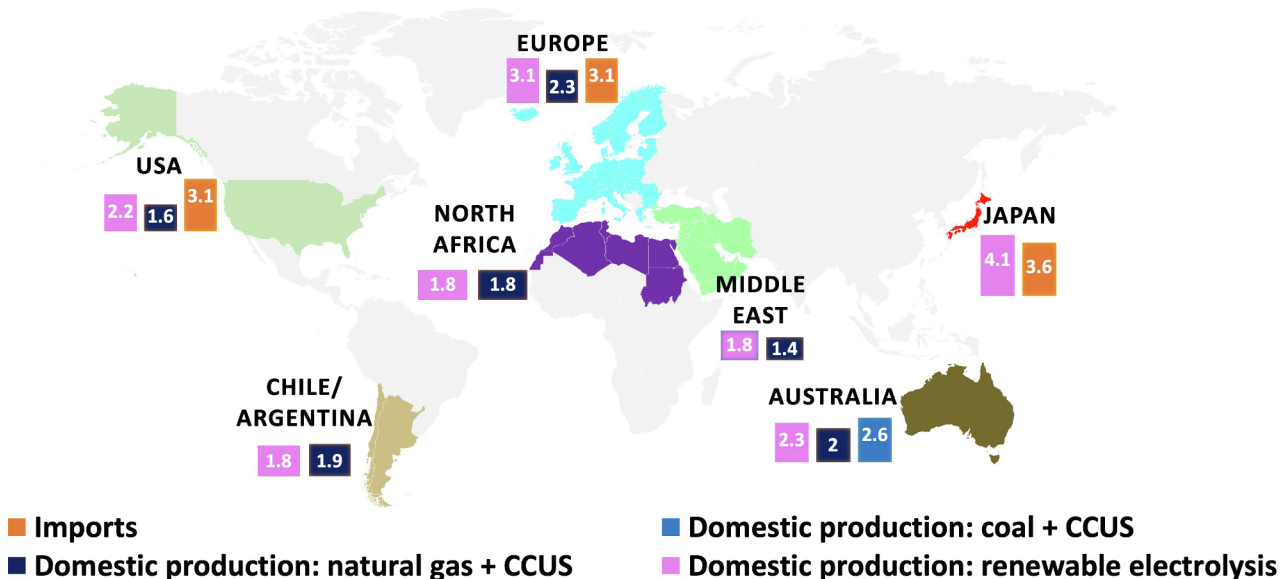 EUROPE
3.1 2.3 3.1
USA
2.2 1.6 3.1
NORTH
AFRICA
1.8 1.8
JAPAN
4.1 3.6
MIDDLE
EAST
1.8 1.4
CHILE/
ARGENTINA
1.8 1.9
AUSTRALIA
2.3 2 2.6
Imports
Domestic production: natural gas + CCUS
Domestic production: coal + CCUS
Domestic production: renewable electrolysis